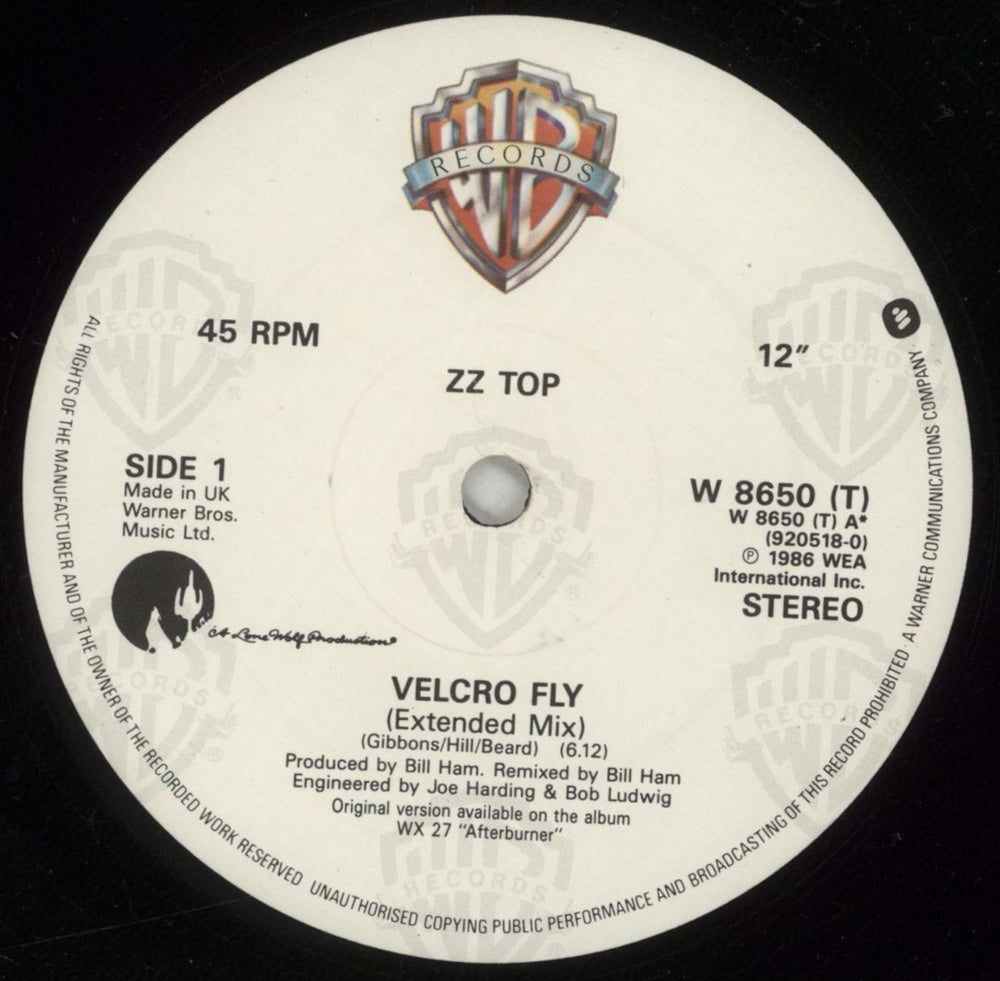 WB
RECORDS
45 RPM
12"
ZZ TOP
SIDE 1
Made in UK
Warner Bros.
Music Ltd.
A Lone Wolf Production
W 8650 (T)
W 8650 (T) A*
(920518-0)
℗ 1986 WEA
International Inc.
STEREO
VELCRO FLY
(Extended Mix)
(Gibbons/Hill/Beard) (6.12)
Produced by Bill Ham. Remixed by Bill Ham
Engineered by Joe Harding & Bob Ludwig
Original version available on the album
WX 27 "Afterburner"
ALL RIGHTS OF THE MANUFACTURER AND OF THE OWNER OF THE RECORDED WORK RESERVED UNAUTHORISED COPYING PUBLIC PERFORMANCE AND BROADCASTING OF THIS RECORD PROHIBITED · A WARNER COMMUNICATIONS COMPANY ·